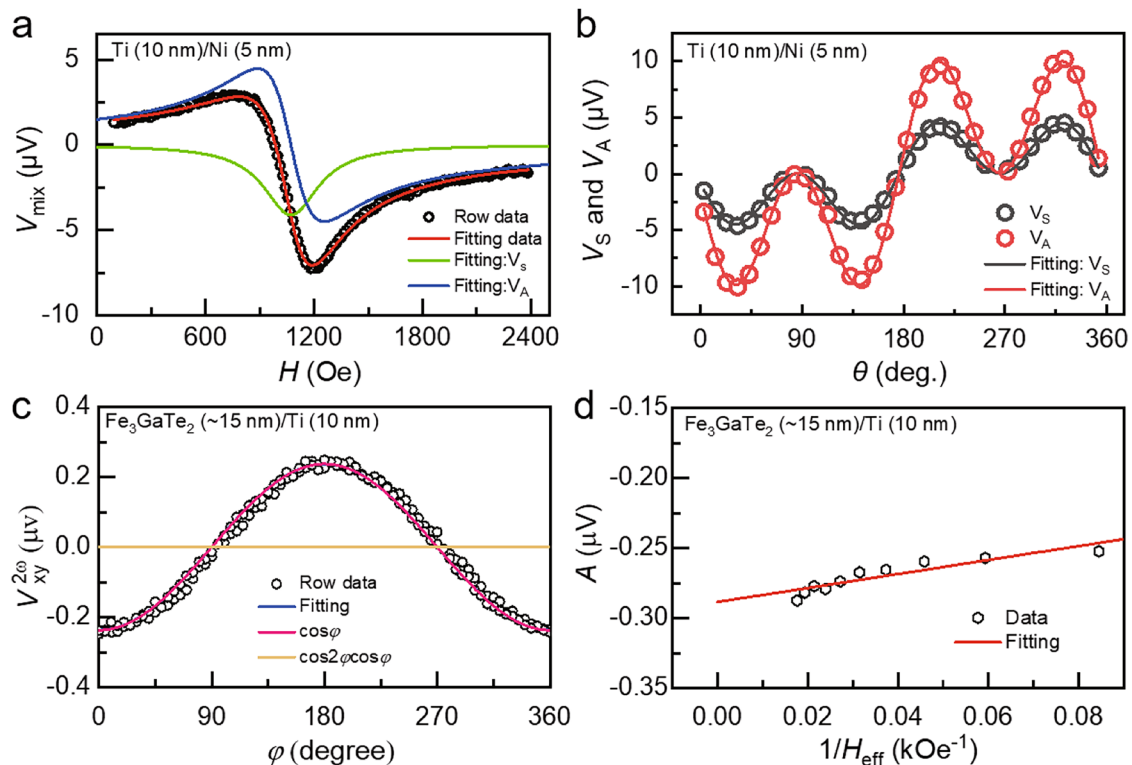 a
Ti (10 nm)/Ni (5 nm)
5
0
-5
-10
V_mix (μV)
Row data
Fitting data
Fitting:V_s
Fitting:V_A
0 600 1200 1800 2400
H (Oe)
b
Ti (10 nm)/Ni (5 nm)
10
5
0
-5
-10
V_S and V_A (μV)
V_S
V_A
Fitting: V_S
Fitting: V_A
0 90 180 270 360
θ (deg.)
c
Fe₃GaTe₂ (~15 nm)/Ti (10 nm)
0.4
0.2
0.0
-0.2
-0.4
V_xy^2ω (μv)
Row data
Fitting
cosφ
cos2φcosφ
0 90 180 270 360
φ (degree)
d
Fe₃GaTe₂ (~15 nm)/Ti (10 nm)
-0.15
-0.20
-0.25
-0.30
-0.35
A (μV)
Data
Fitting
0.00 0.02 0.04 0.06 0.08
1/H_eff (kOe⁻¹)